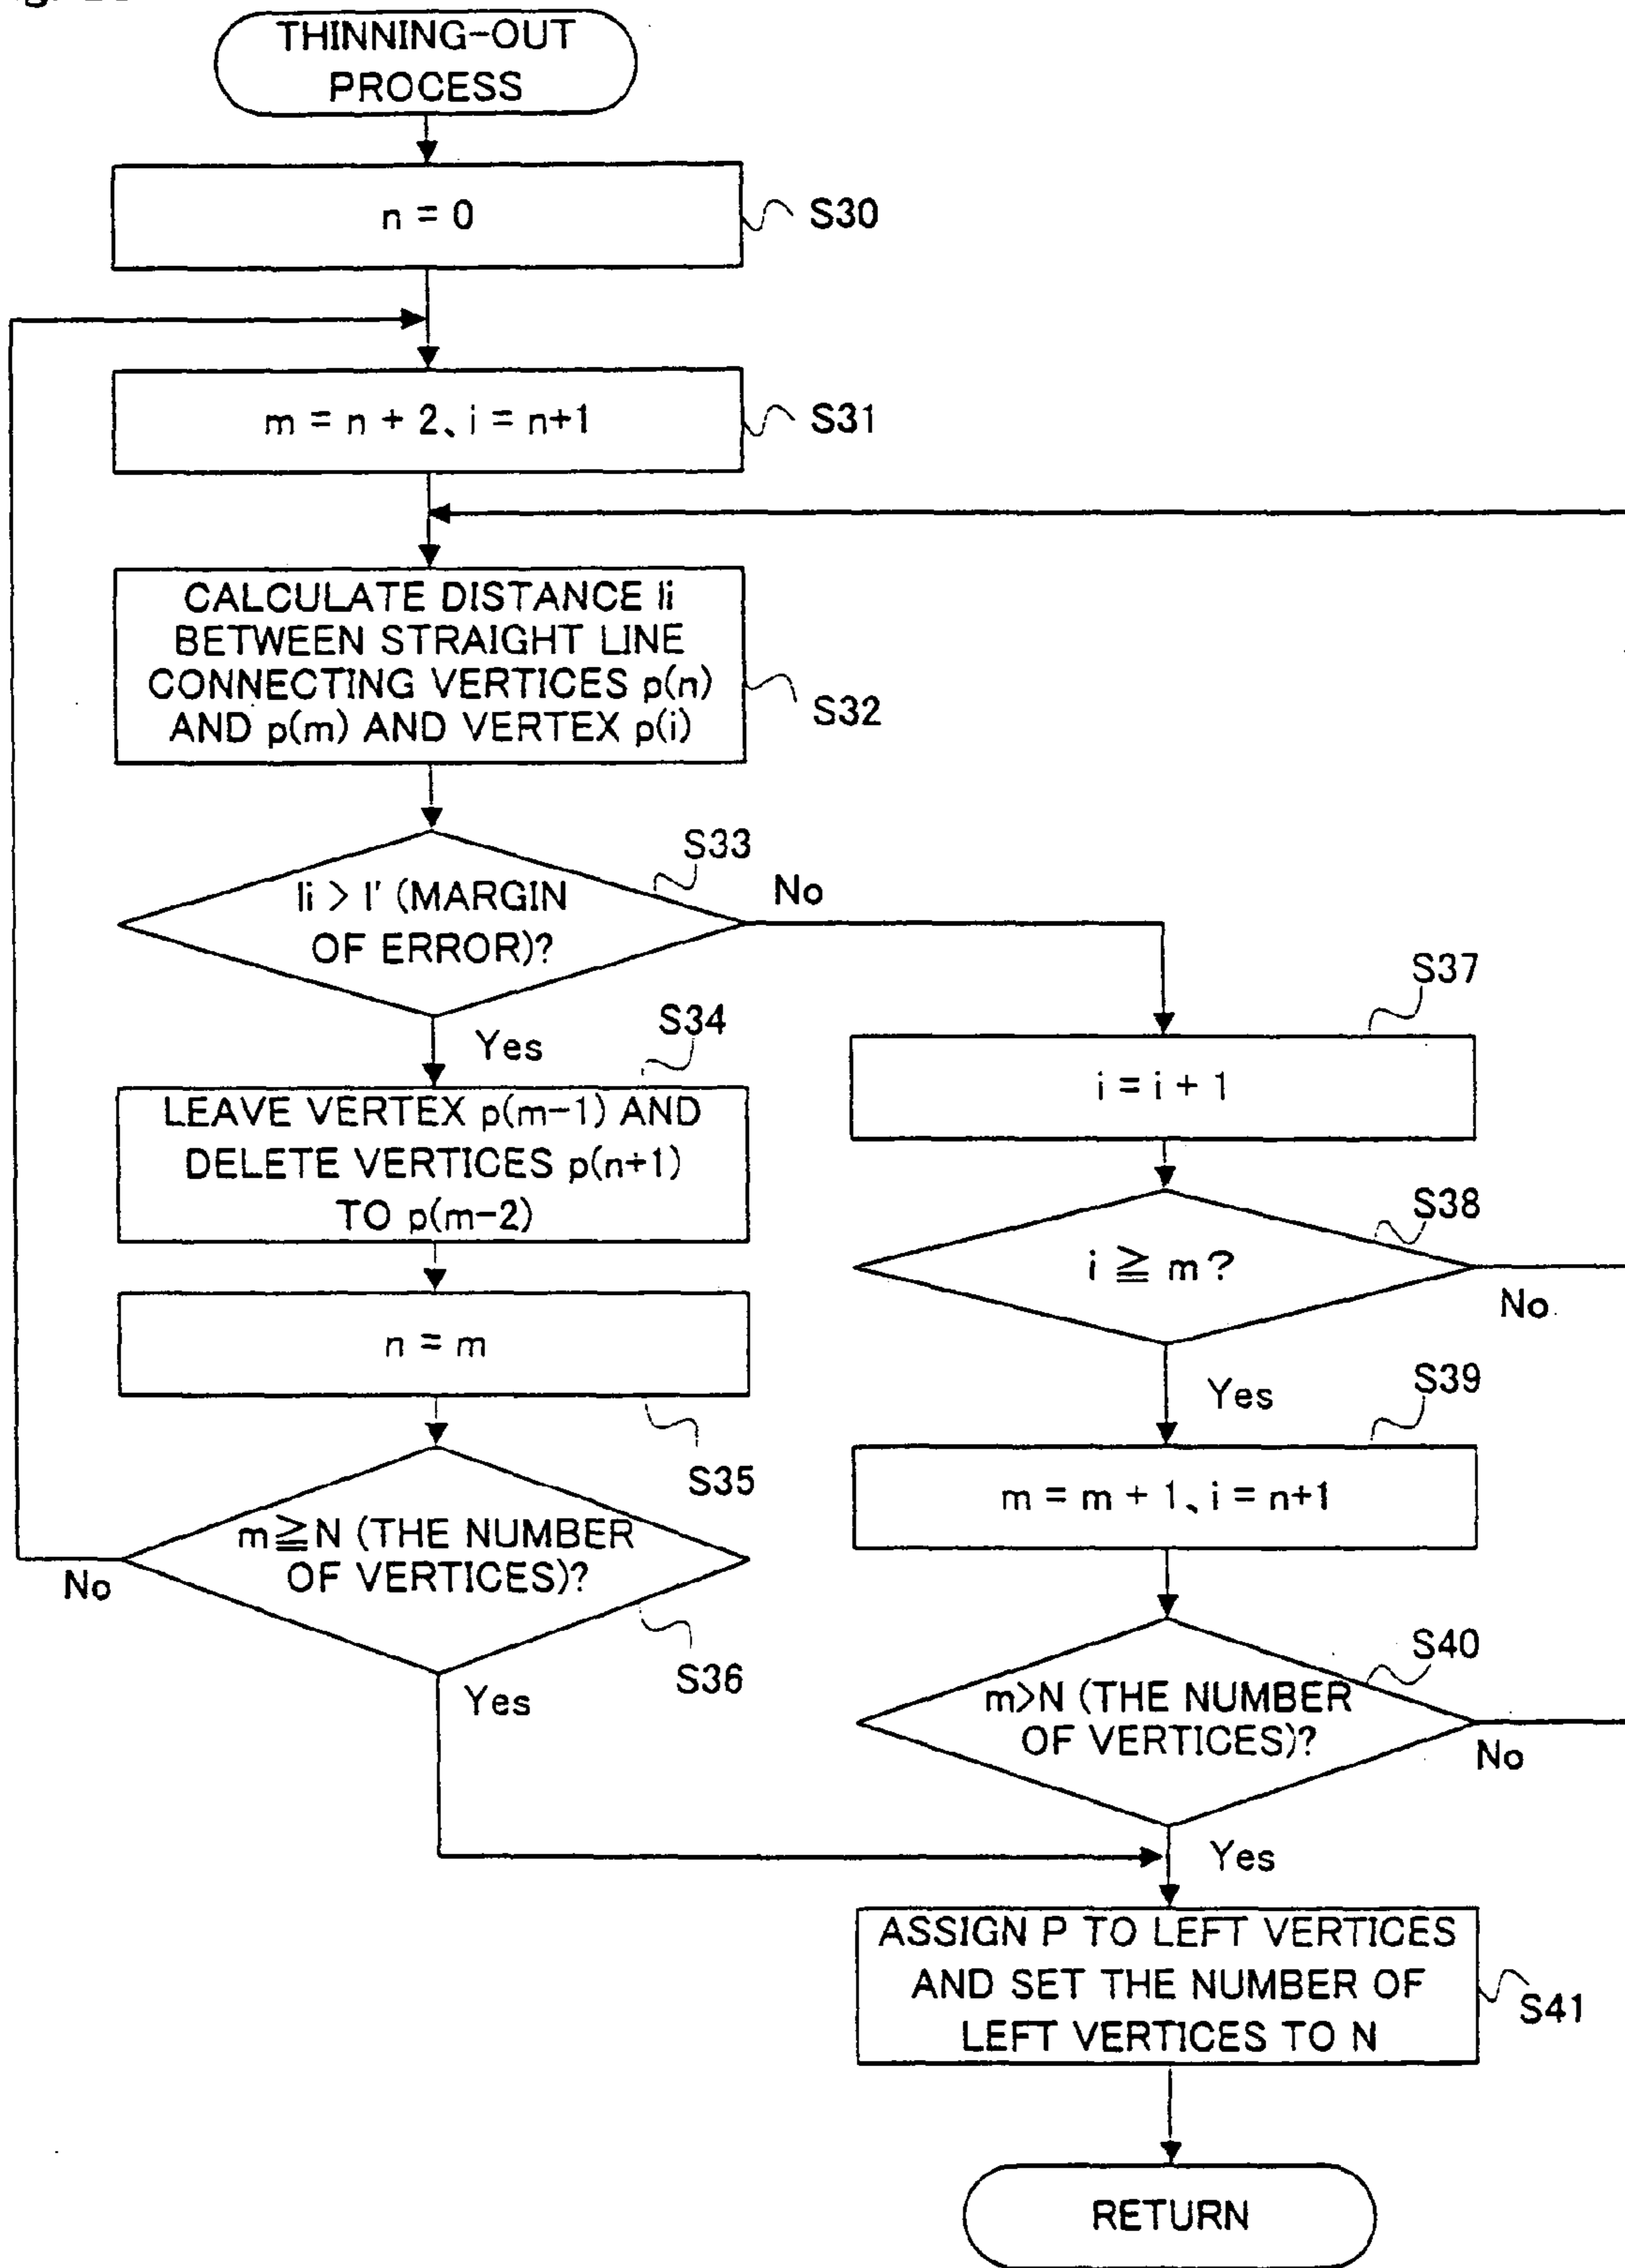 THINNING-OUT
PROCESS
n = 0
S30
m = n + 2、i = n+1
S31
CALCULATE DISTANCE li
BETWEEN STRAIGHT LINE
CONNECTING VERTICES p(n)
AND p(m) AND VERTEX p(i)
S32
S33
li > l' (MARGIN
OF ERROR)?
No
Yes
S34
LEAVE VERTEX p(m-1) AND
DELETE VERTICES p(n+1)
TO p(m-2)
n = m
S35
m≧N (THE NUMBER
OF VERTICES)?
No
S36
Yes
S37
i = i + 1
S38
i ≧ m ?
No
Yes
S39
m = m + 1、i = n+1
S40
m>N (THE NUMBER
OF VERTICES)?
No
Yes
ASSIGN P TO LEFT VERTICES
AND SET THE NUMBER OF
LEFT VERTICES TO N
S41
RETURN